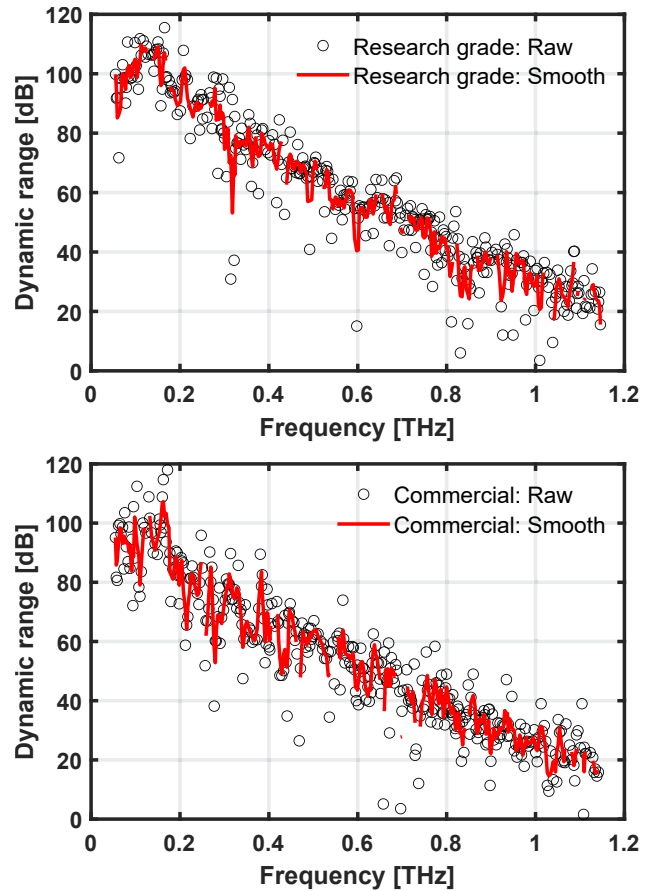 120
100
80
60
40
20
0
Dynamic range [dB]
Research grade: Raw
Research grade: Smooth
0 0.2 0.4 0.6 0.8 1 1.2
Frequency [THz]
120
100
80
60
40
20
0
Dynamic range [dB]
Commercial: Raw
Commercial: Smooth
0 0.2 0.4 0.6 0.8 1 1.2
Frequency [THz]